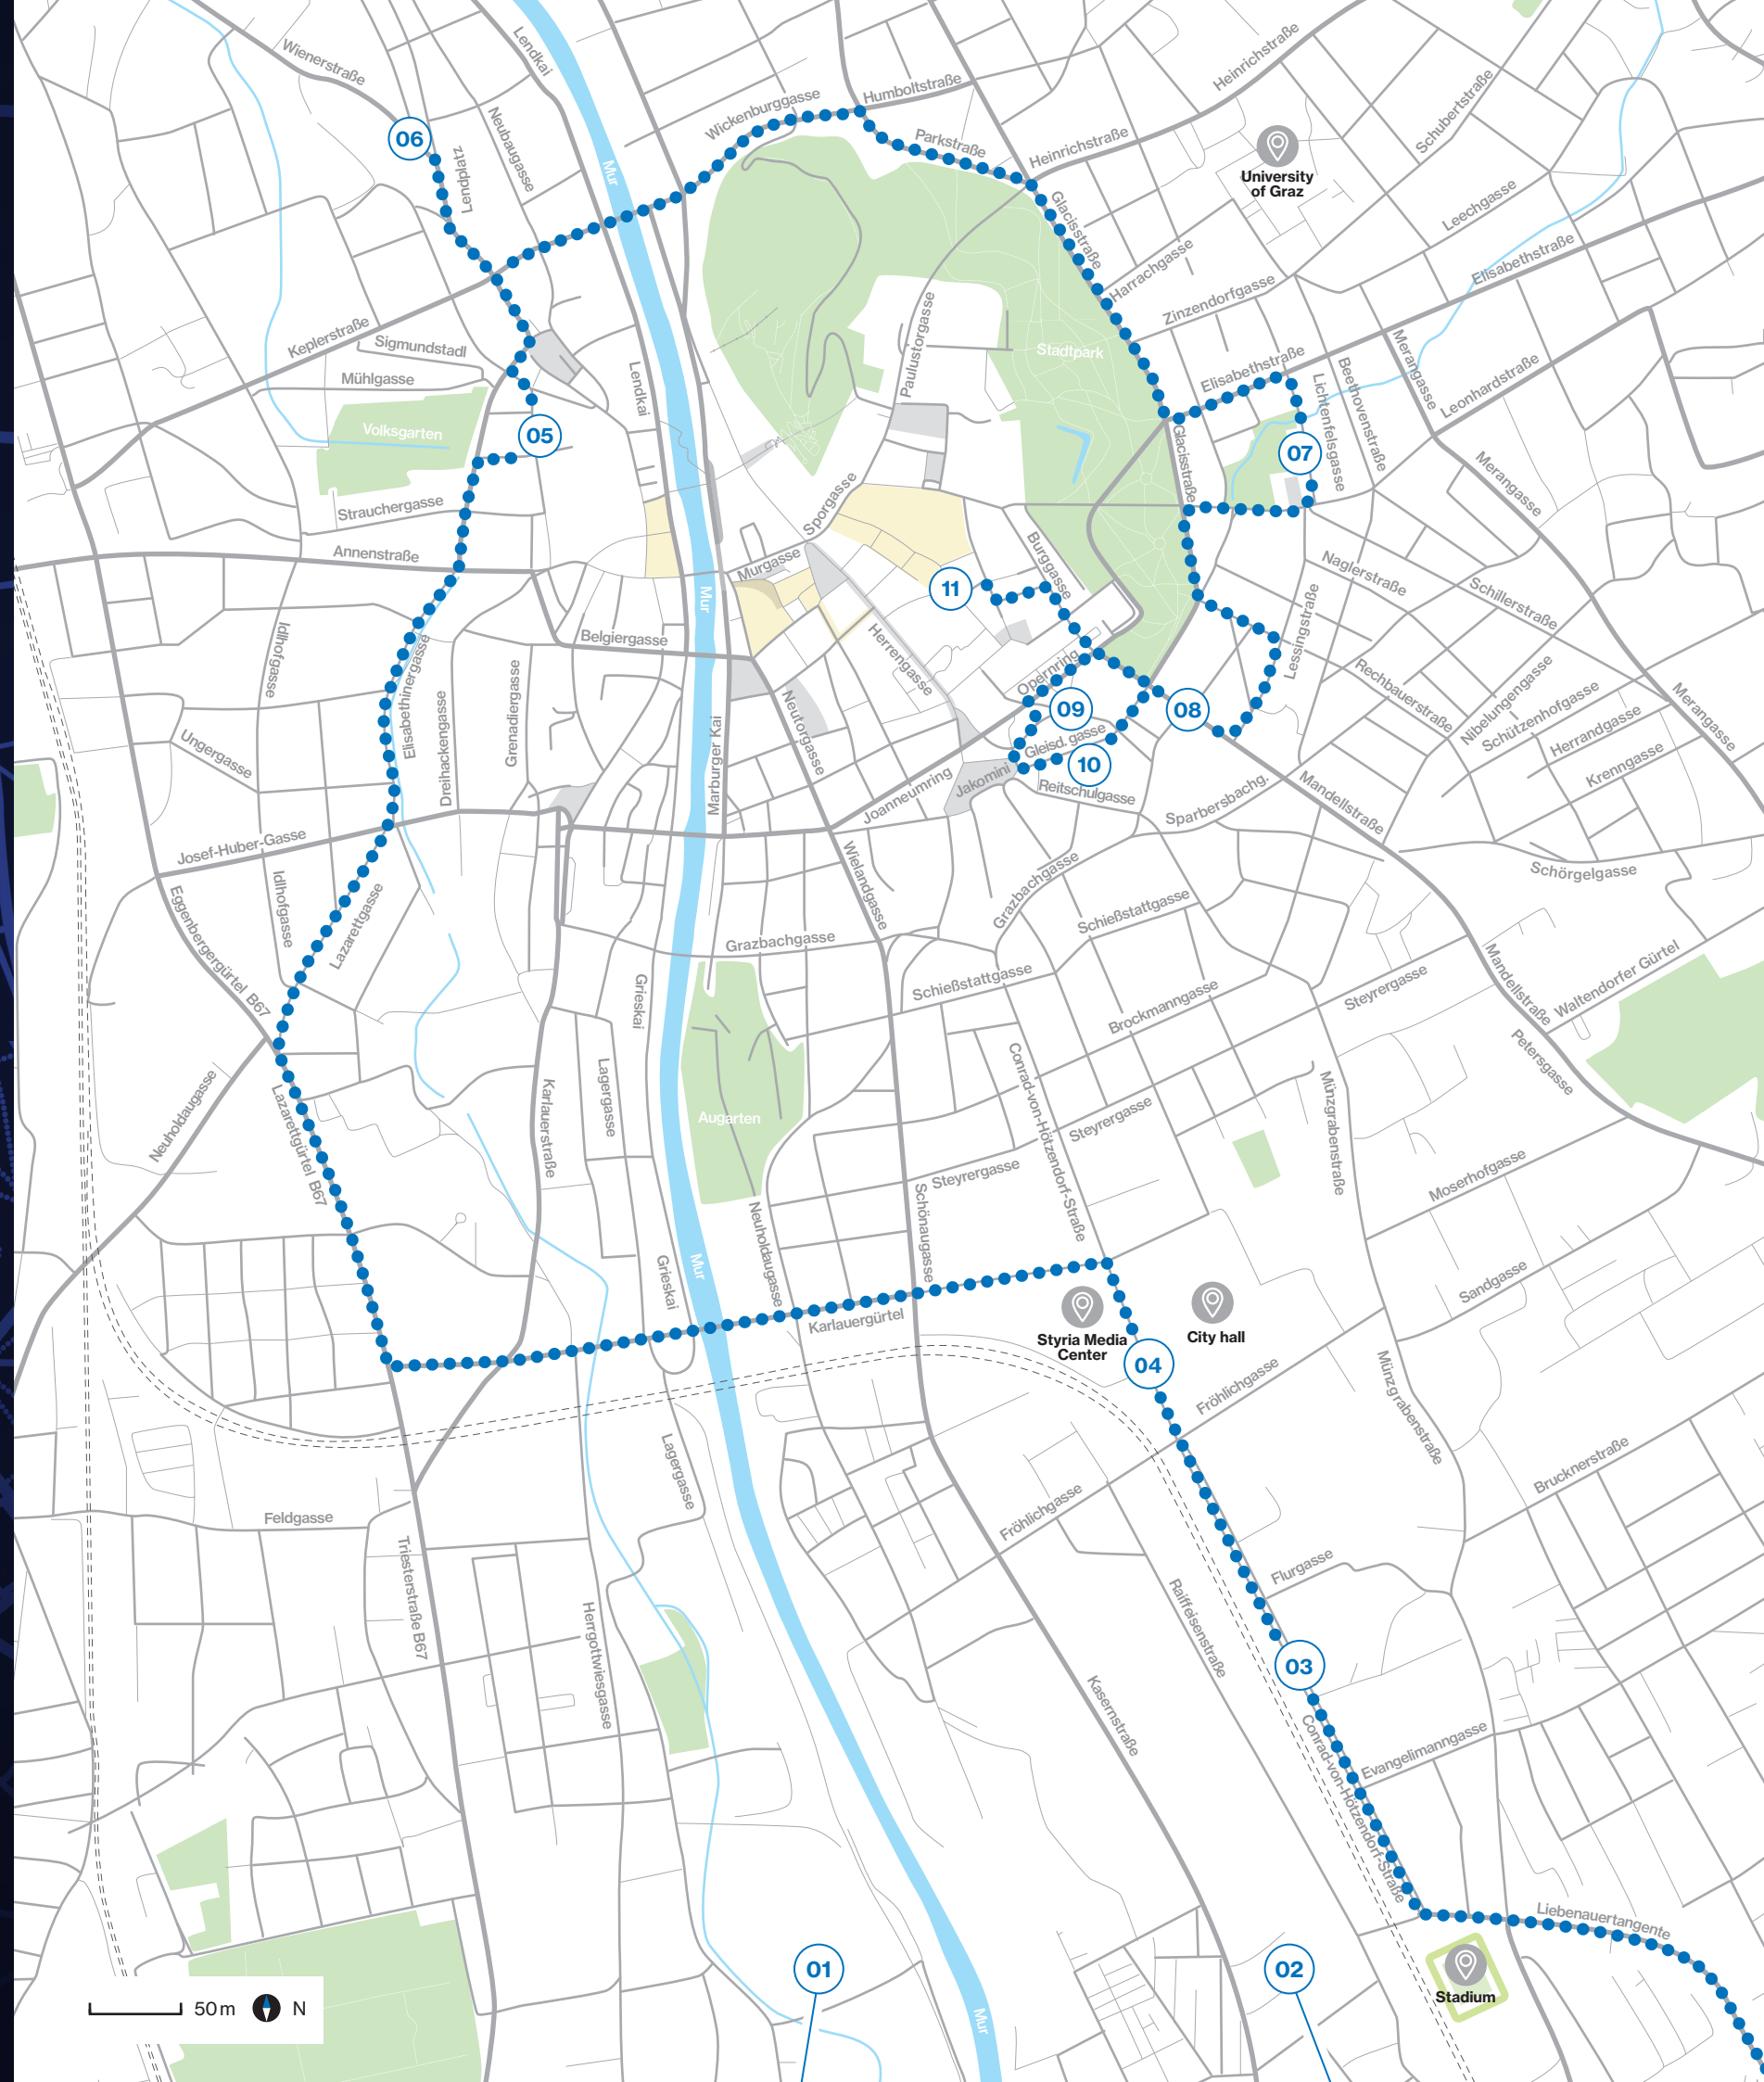 Wienerstraße
Lendkai
Heinrichstraße
Humboltstraße
Wickenburggasse
Schubertstraße
06
Lendplatz
Neubaugasse
Parkstraße
Heinrichstraße
University
of Graz
Mur
Glacisstraße
Leechgasse
Harrachgasse
Elisabethstraße
Zinzendorfgasse
Keplerstraße
Sigmundstadl
Mühlgasse
Lendkai
Paulustorgasse
Stadtpark
Elisabethstraße
Lichtenfelsgasse
Beethovenstraße
Merangasse
Leonhardstraße
Volksgarten
05
07
Glacisstraße
Merangasse
Strauchergasse
Sporgasse
Annenstraße
Murgasse
Burggasse
11
Naglerstraße
Schillerstraße
Mur
Idlhofgasse
Belgiergasse
Herrengasse
Lessingstraße
Elisabethinergasse
Dreihackengasse
Grenadiergasse
Opernring
Rechbauerstraße
Nibelungengasse
Schützenhofgasse
Herrandgasse
Krenngasse
Merangasse
09
08
Ungergasse
Marburger Kai
Neutorgasse
Gleisd. gasse
10
Jakomini
Reitschulgasse
Joanneumring
Sparbersbachg.
Mandellstraße
Josef-Huber-Gasse
Wielandgasse
Grazbachgasse
Schörgelgasse
Eggenbergergürtel B67
Idlhofgasse
Lazarettgasse
Schießstattgasse
Grazbachgasse
Mandellstraße
Waltendorfer Gürtel
Grieskai
Schießstattgasse
Brockmanngasse
Steyrergasse
Petersgasse
Neuholdaugasse
Lazarettgürtel B67
Karlauerstraße
Lagergasse
Augarten
Conrad-von-Hötzendorf-Straße
Steyrergasse
Münzgrabenstraße
Steyrergasse
Moserhofgasse
Neuholdaugasse
Schönaugasse
Mur
Grieskai
Sandgasse
Karlauergürtel
Styria Media
Center
City hall
04
Fröhlichgasse
Münzgrabenstraße
Lagergasse
Brucknerstraße
Fröhlichgasse
Feldgasse
Triesterstraße B67
Flurgasse
Raiffeisenstraße
Herrgottwiesgasse
03
Kasernstraße
Conrad-von-Hötzendorf-Straße
Evangelimanngasse
Liebenauertangente
01
02
Stadium
50 m
N
Mur